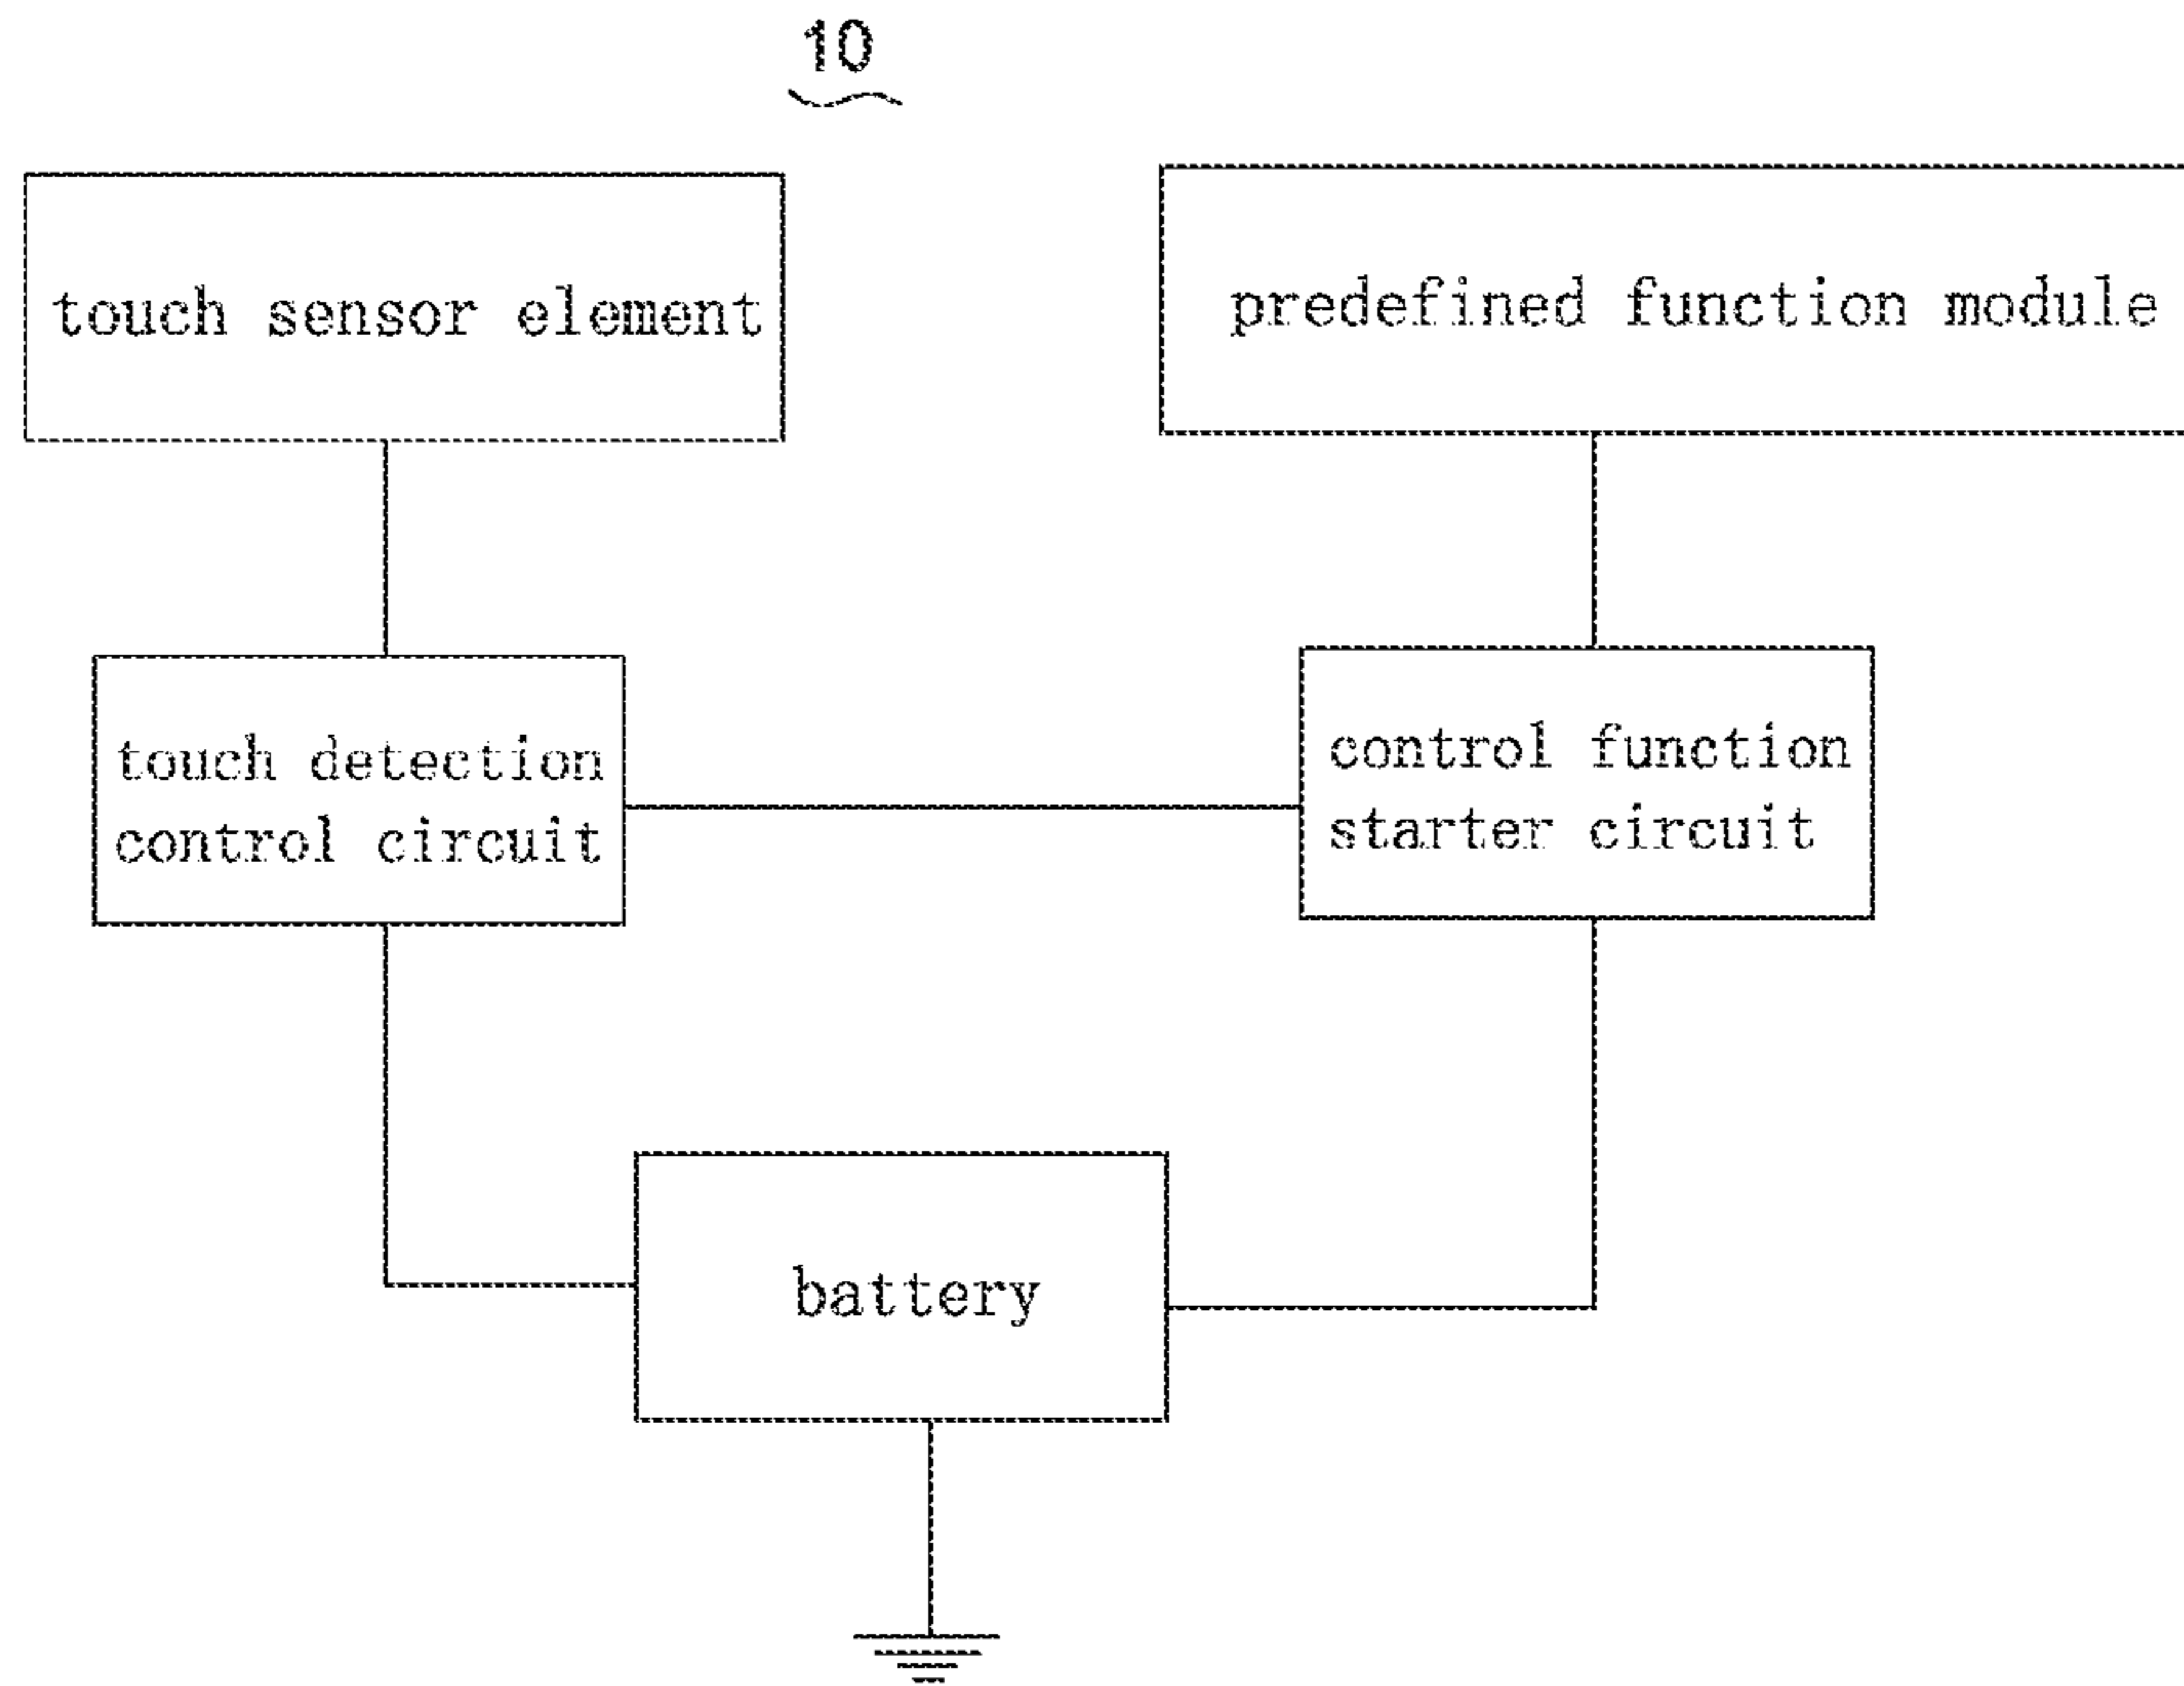 10
touch sensor element
predefined function module
touch detection
control circuit
control function
starter circuit
battery